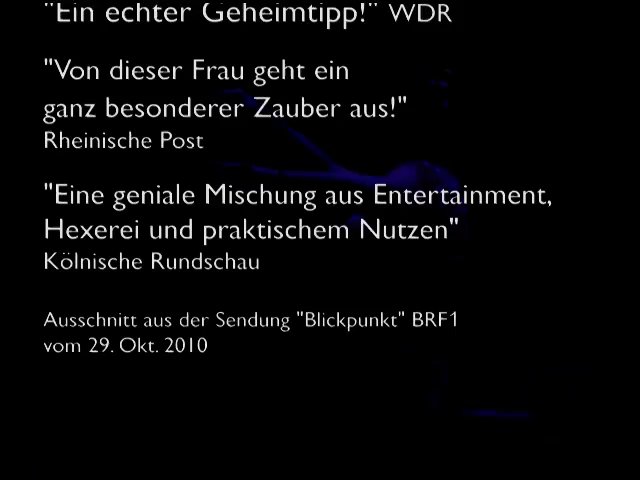 "Ein echter Geheimtipp!" WDR
"Von dieser Frau geht ein
ganz besonderer Zauber aus!"
Rheinische Post
"Eine geniale Mischung aus Entertainment,
Hexerei und praktischem Nutzen"
Kölnische Rundschau
Ausschnitt aus der Sendung "Blickpunkt" BRF1
vom 29. Okt. 2010